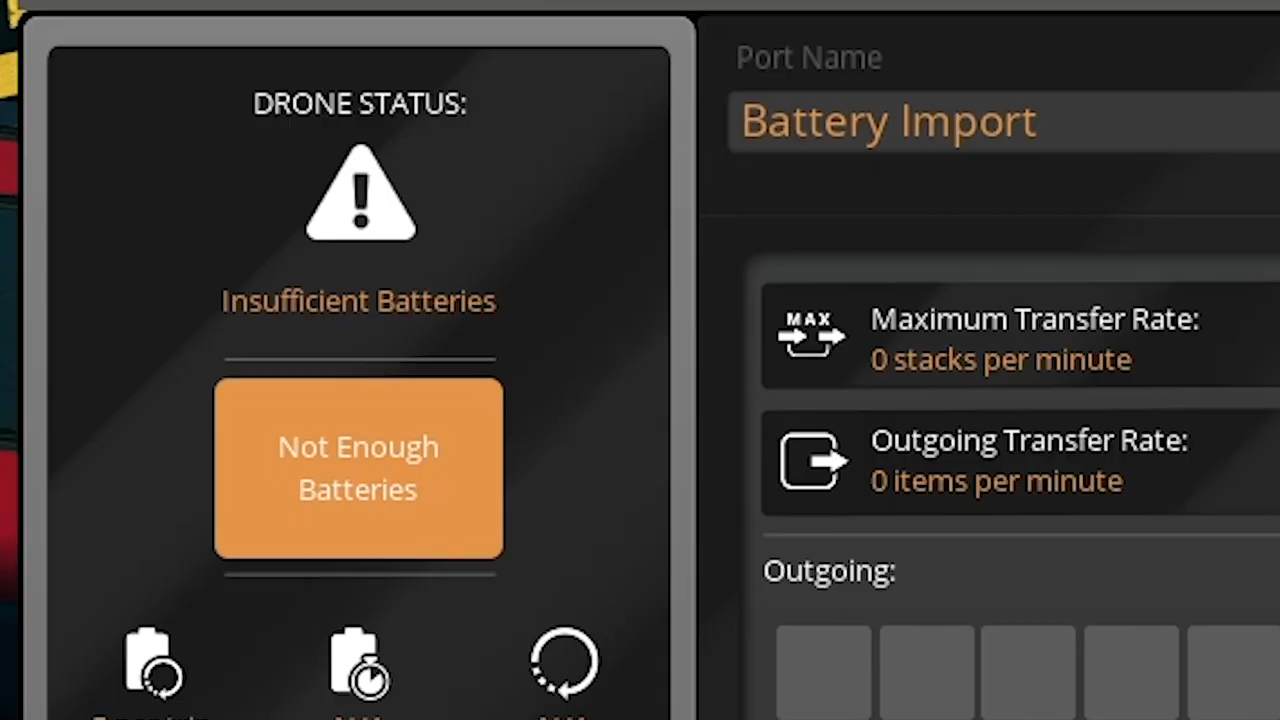 DRONE STATUS:
Insufficient Batteries
Not Enough
Batteries
Port Name
Battery Import
MAX
Maximum Transfer Rate:
0 stacks per minute
Outgoing Transfer Rate:
0 items per minute
Outgoing: